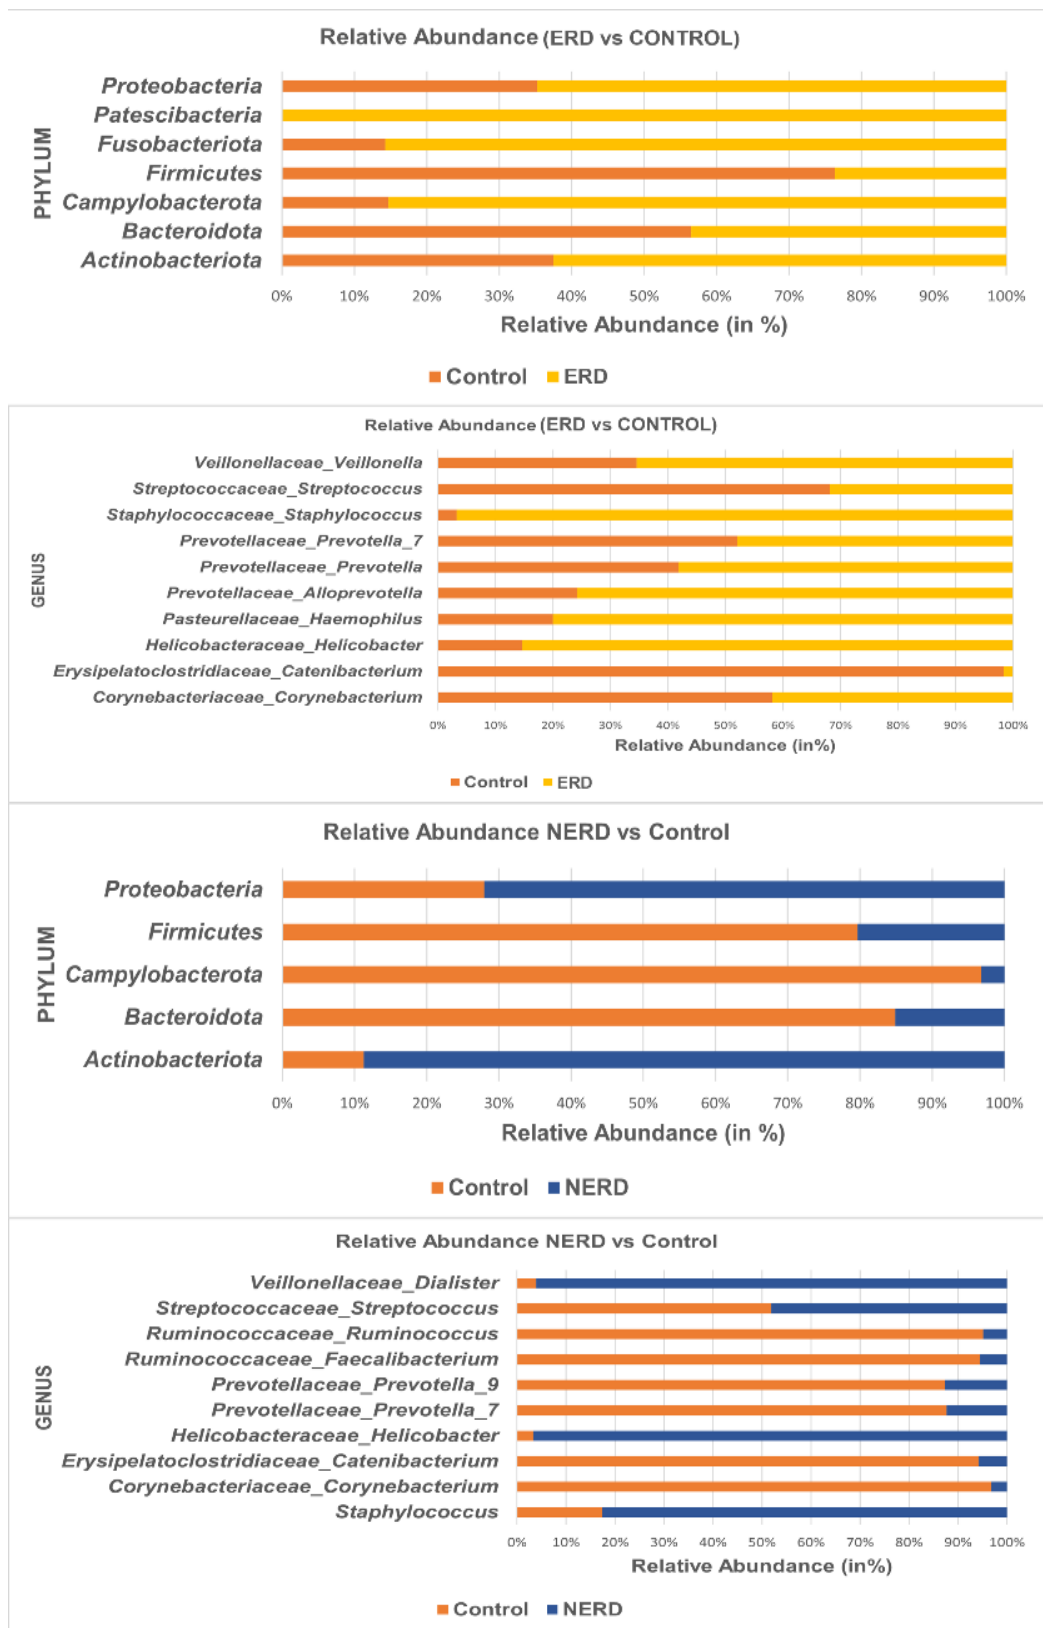 Relative Abundance (ERD vs CONTROL)
PHYLUM
Proteobacteria
Patescibacteria
Fusobacteriota
Firmicutes
Campylobacterota
Bacteroidota
Actinobacteriota
0% 10% 20% 30% 40% 50% 60% 70% 80% 90% 100%
Relative Abundance (in %)
Control ERD
Relative Abundance (ERD vs CONTROL)
GENUS
Veillonellaceae_Veillonella
Streptococcaceae_Streptococcus
Staphylococcaceae_Staphylococcus
Prevotellaceae_Prevotella_7
Prevotellaceae_Prevotella
Prevotellaceae_Alloprevotella
Pasteurellaceae_Haemophilus
Helicobacteraceae_Helicobacter
Erysipelatoclostridiaceae_Catenibacterium
Corynebacteriaceae_Corynebacterium
0% 10% 20% 30% 40% 50% 60% 70% 80% 90% 100%
Relative Abundance (in%)
Control ERD
Relative Abundance NERD vs Control
PHYLUM
Proteobacteria
Firmicutes
Campylobacterota
Bacteroidota
Actinobacteriota
0% 10% 20% 30% 40% 50% 60% 70% 80% 90% 100%
Relative Abundance (in %)
Control NERD
Relative Abundance NERD vs Control
GENUS
Veillonellaceae_Dialister
Streptococcaceae_Streptococcus
Ruminococcaceae_Ruminococcus
Ruminococcaceae_Faecalibacterium
Prevotellaceae_Prevotella_9
Prevotellaceae_Prevotella_7
Helicobacteraceae_Helicobacter
Erysipelatoclostridiaceae_Catenibacterium
Corynebacteriaceae_Corynebacterium
Staphylococcus
0% 10% 20% 30% 40% 50% 60% 70% 80% 90% 100%
Relative Abundance (in%)
Control NERD